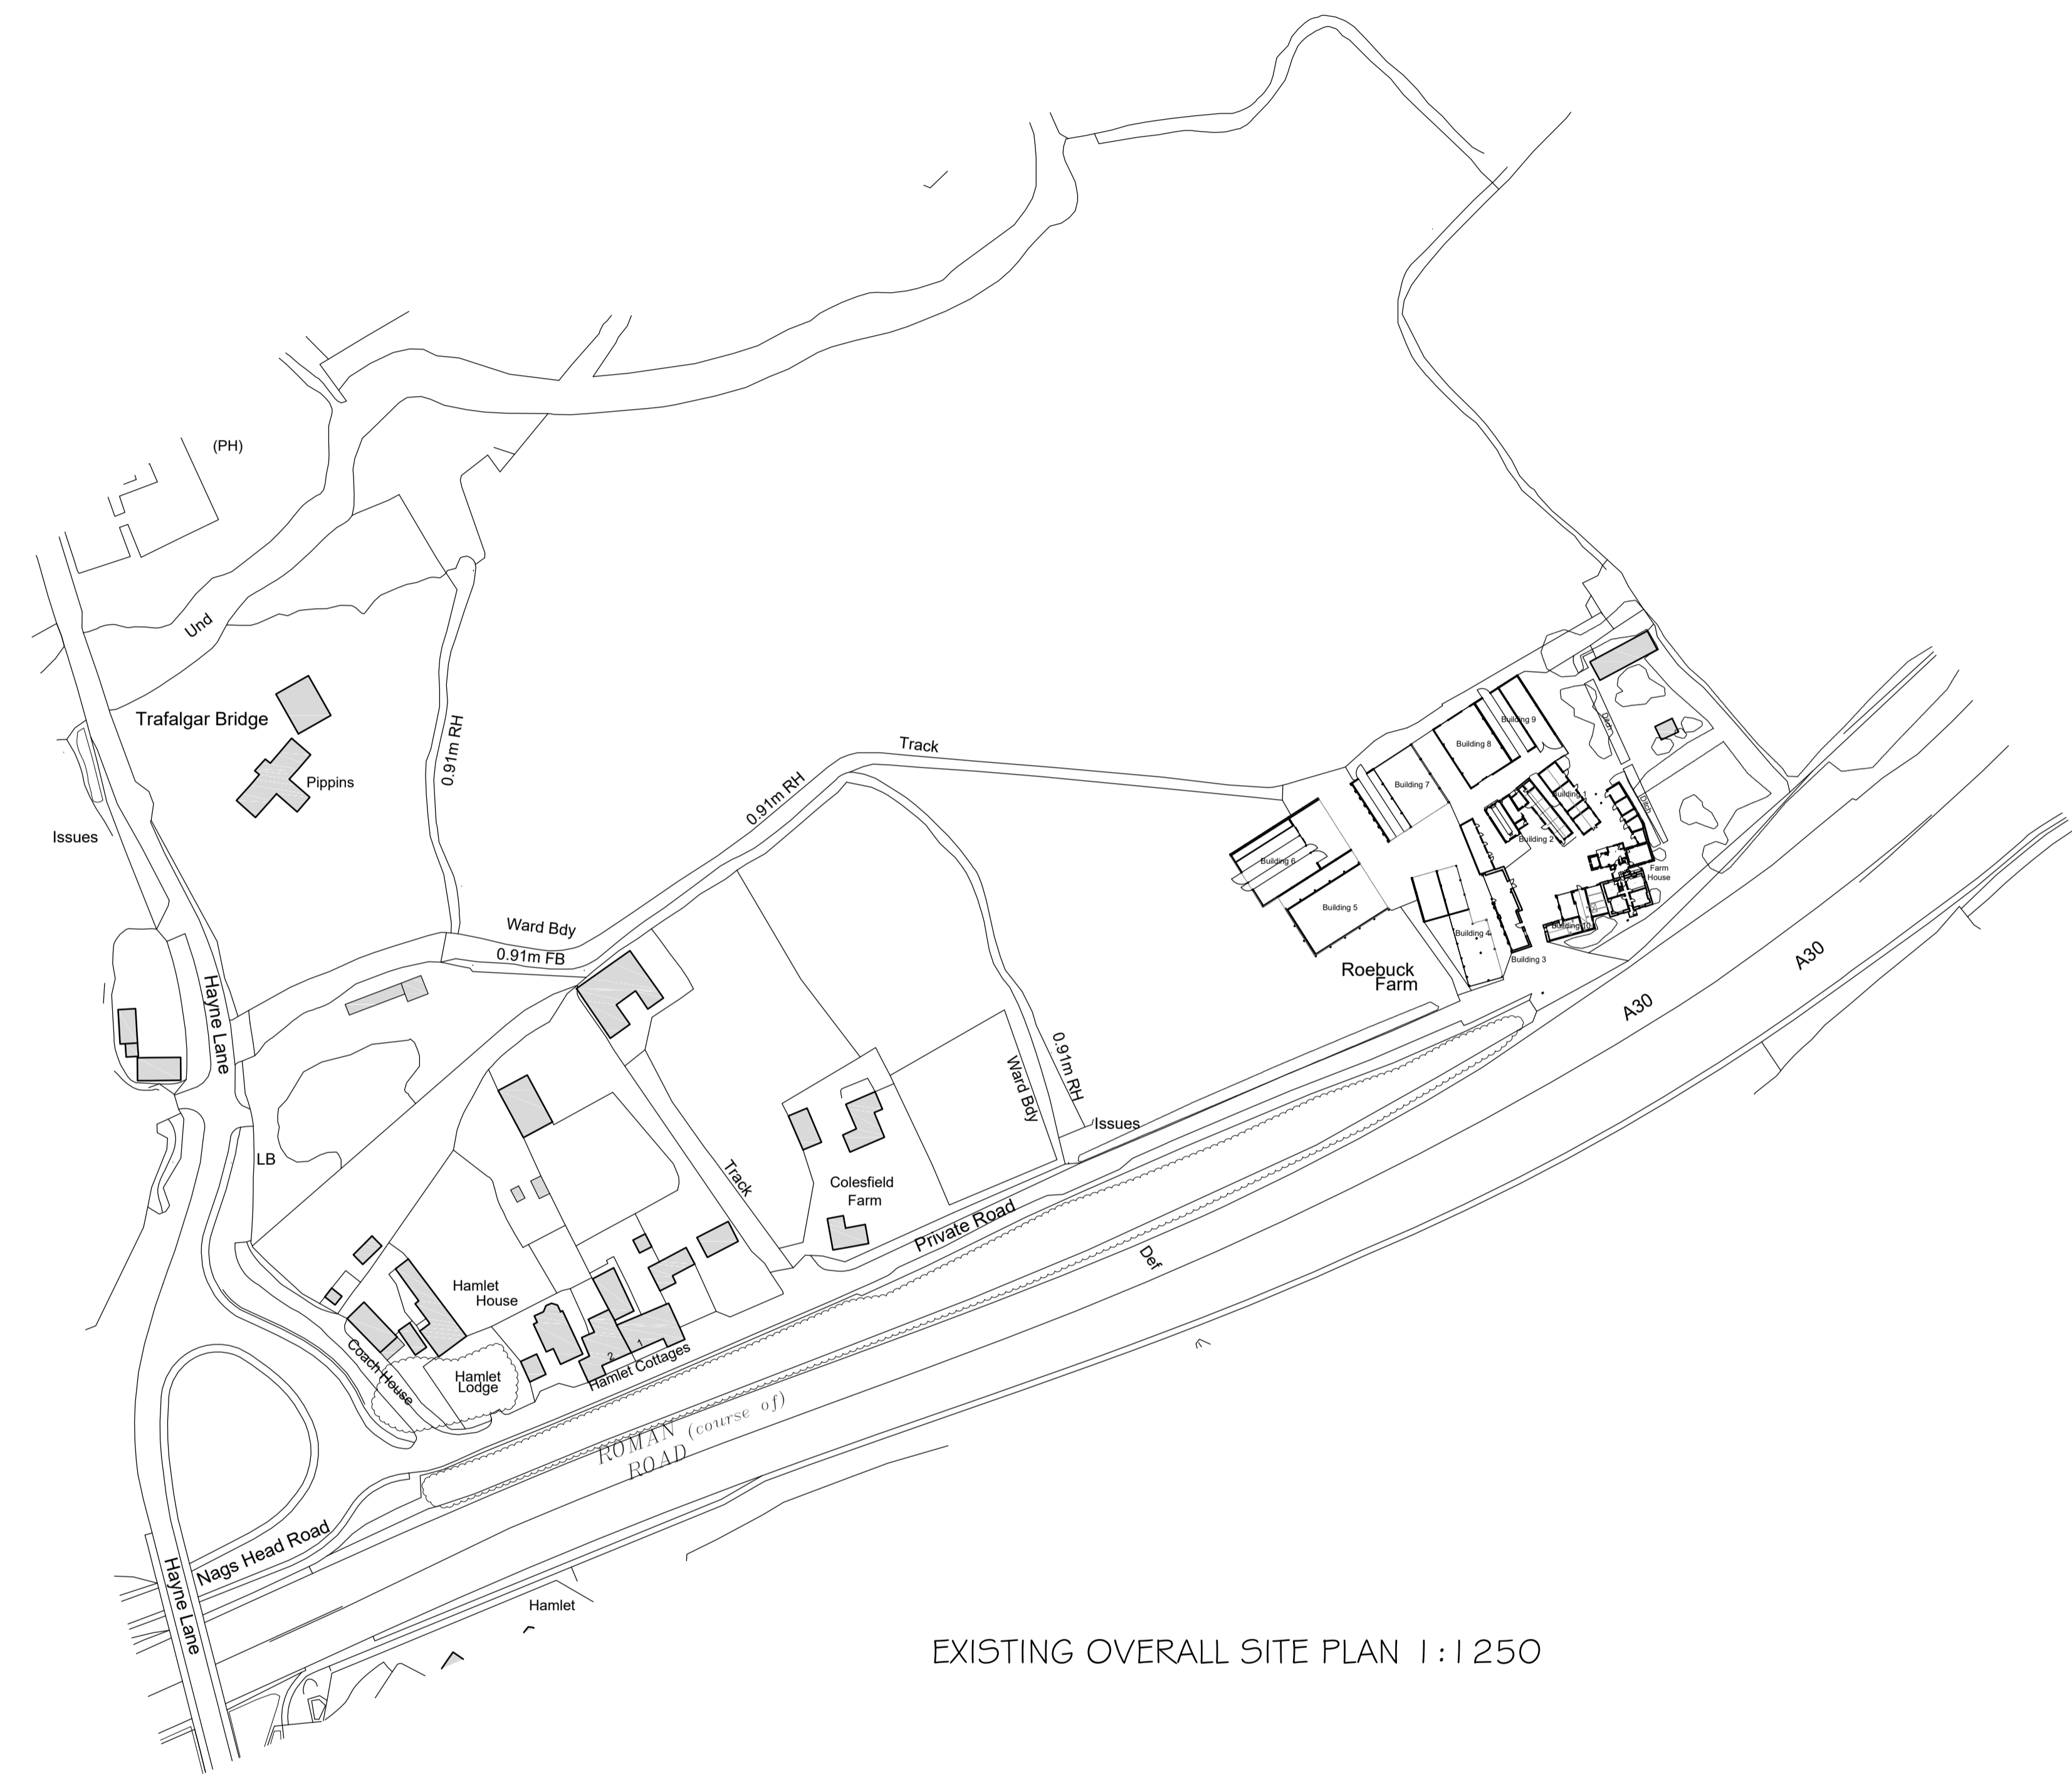 (PH)
Und
Trafalgar Bridge
Pippins
0.91m RH
Issues
Track
0.91m RH
Ward Bdy
0.91m FB
Hayne Lane
LB
Building 9
Building 8
Building 7
Building 1
Building 2
Building 6
Building 5
Building 4
Building 3
Building 10
Ditch
Ditch
Farm
House
Roebuck
Farm
A30
A30
0.91m RH
Ward Bdy
Issues
Track
Colesfield
Farm
Private Road
Def
Hamlet
House
Coach House
Hamlet
Lodge
1
2
Hamlet Cottages
ROMAN (course of)
ROAD
Nags Head Road
Hayne Lane
Hamlet
EXISTING OVERALL SITE PLAN 1:1250